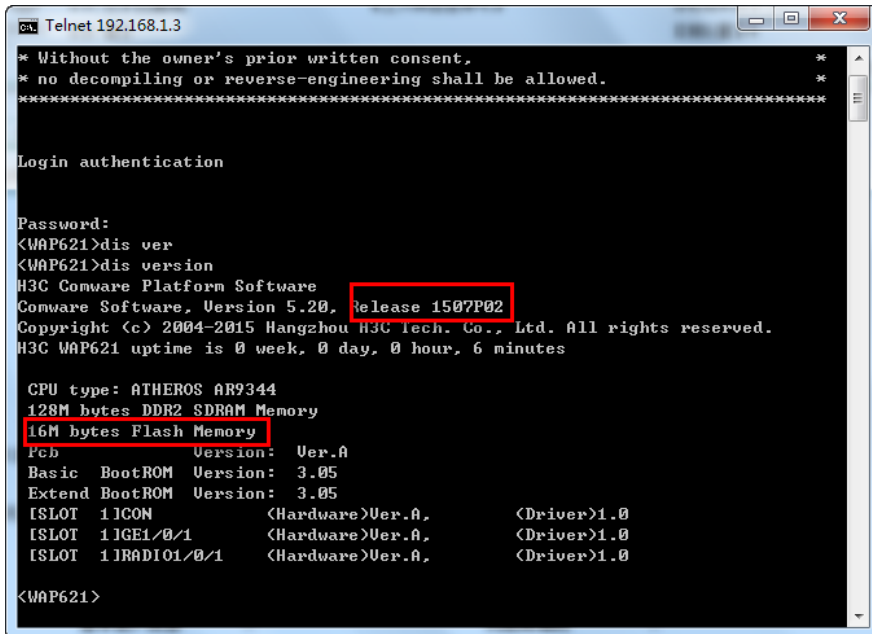 Telnet 192.168.1.3
* Without the owner's prior written consent, *
* no decompiling or reverse-engineering shall be allowed. *
******************************************************************************
Login authentication
Password:
<WAP621>dis ver
<WAP621>dis version
H3C Comware Platform Software
Comware Software, Version 5.20, Release 1507P02
Copyright (c) 2004-2015 Hangzhou H3C Tech. Co., Ltd. All rights reserved.
H3C WAP621 uptime is 0 week, 0 day, 0 hour, 6 minutes
CPU type: ATHEROS AR9344
128M bytes DDR2 SDRAM Memory
16M bytes Flash Memory
Pcb Version: Ver.A
Basic BootROM Version: 3.05
Extend BootROM Version: 3.05
[SLOT 1]CON (Hardware)Ver.A, (Driver)1.0
[SLOT 1]GE1/0/1 (Hardware)Ver.A, (Driver)1.0
[SLOT 1]RADIO1/0/1 (Hardware)Ver.A, (Driver)1.0
<WAP621>